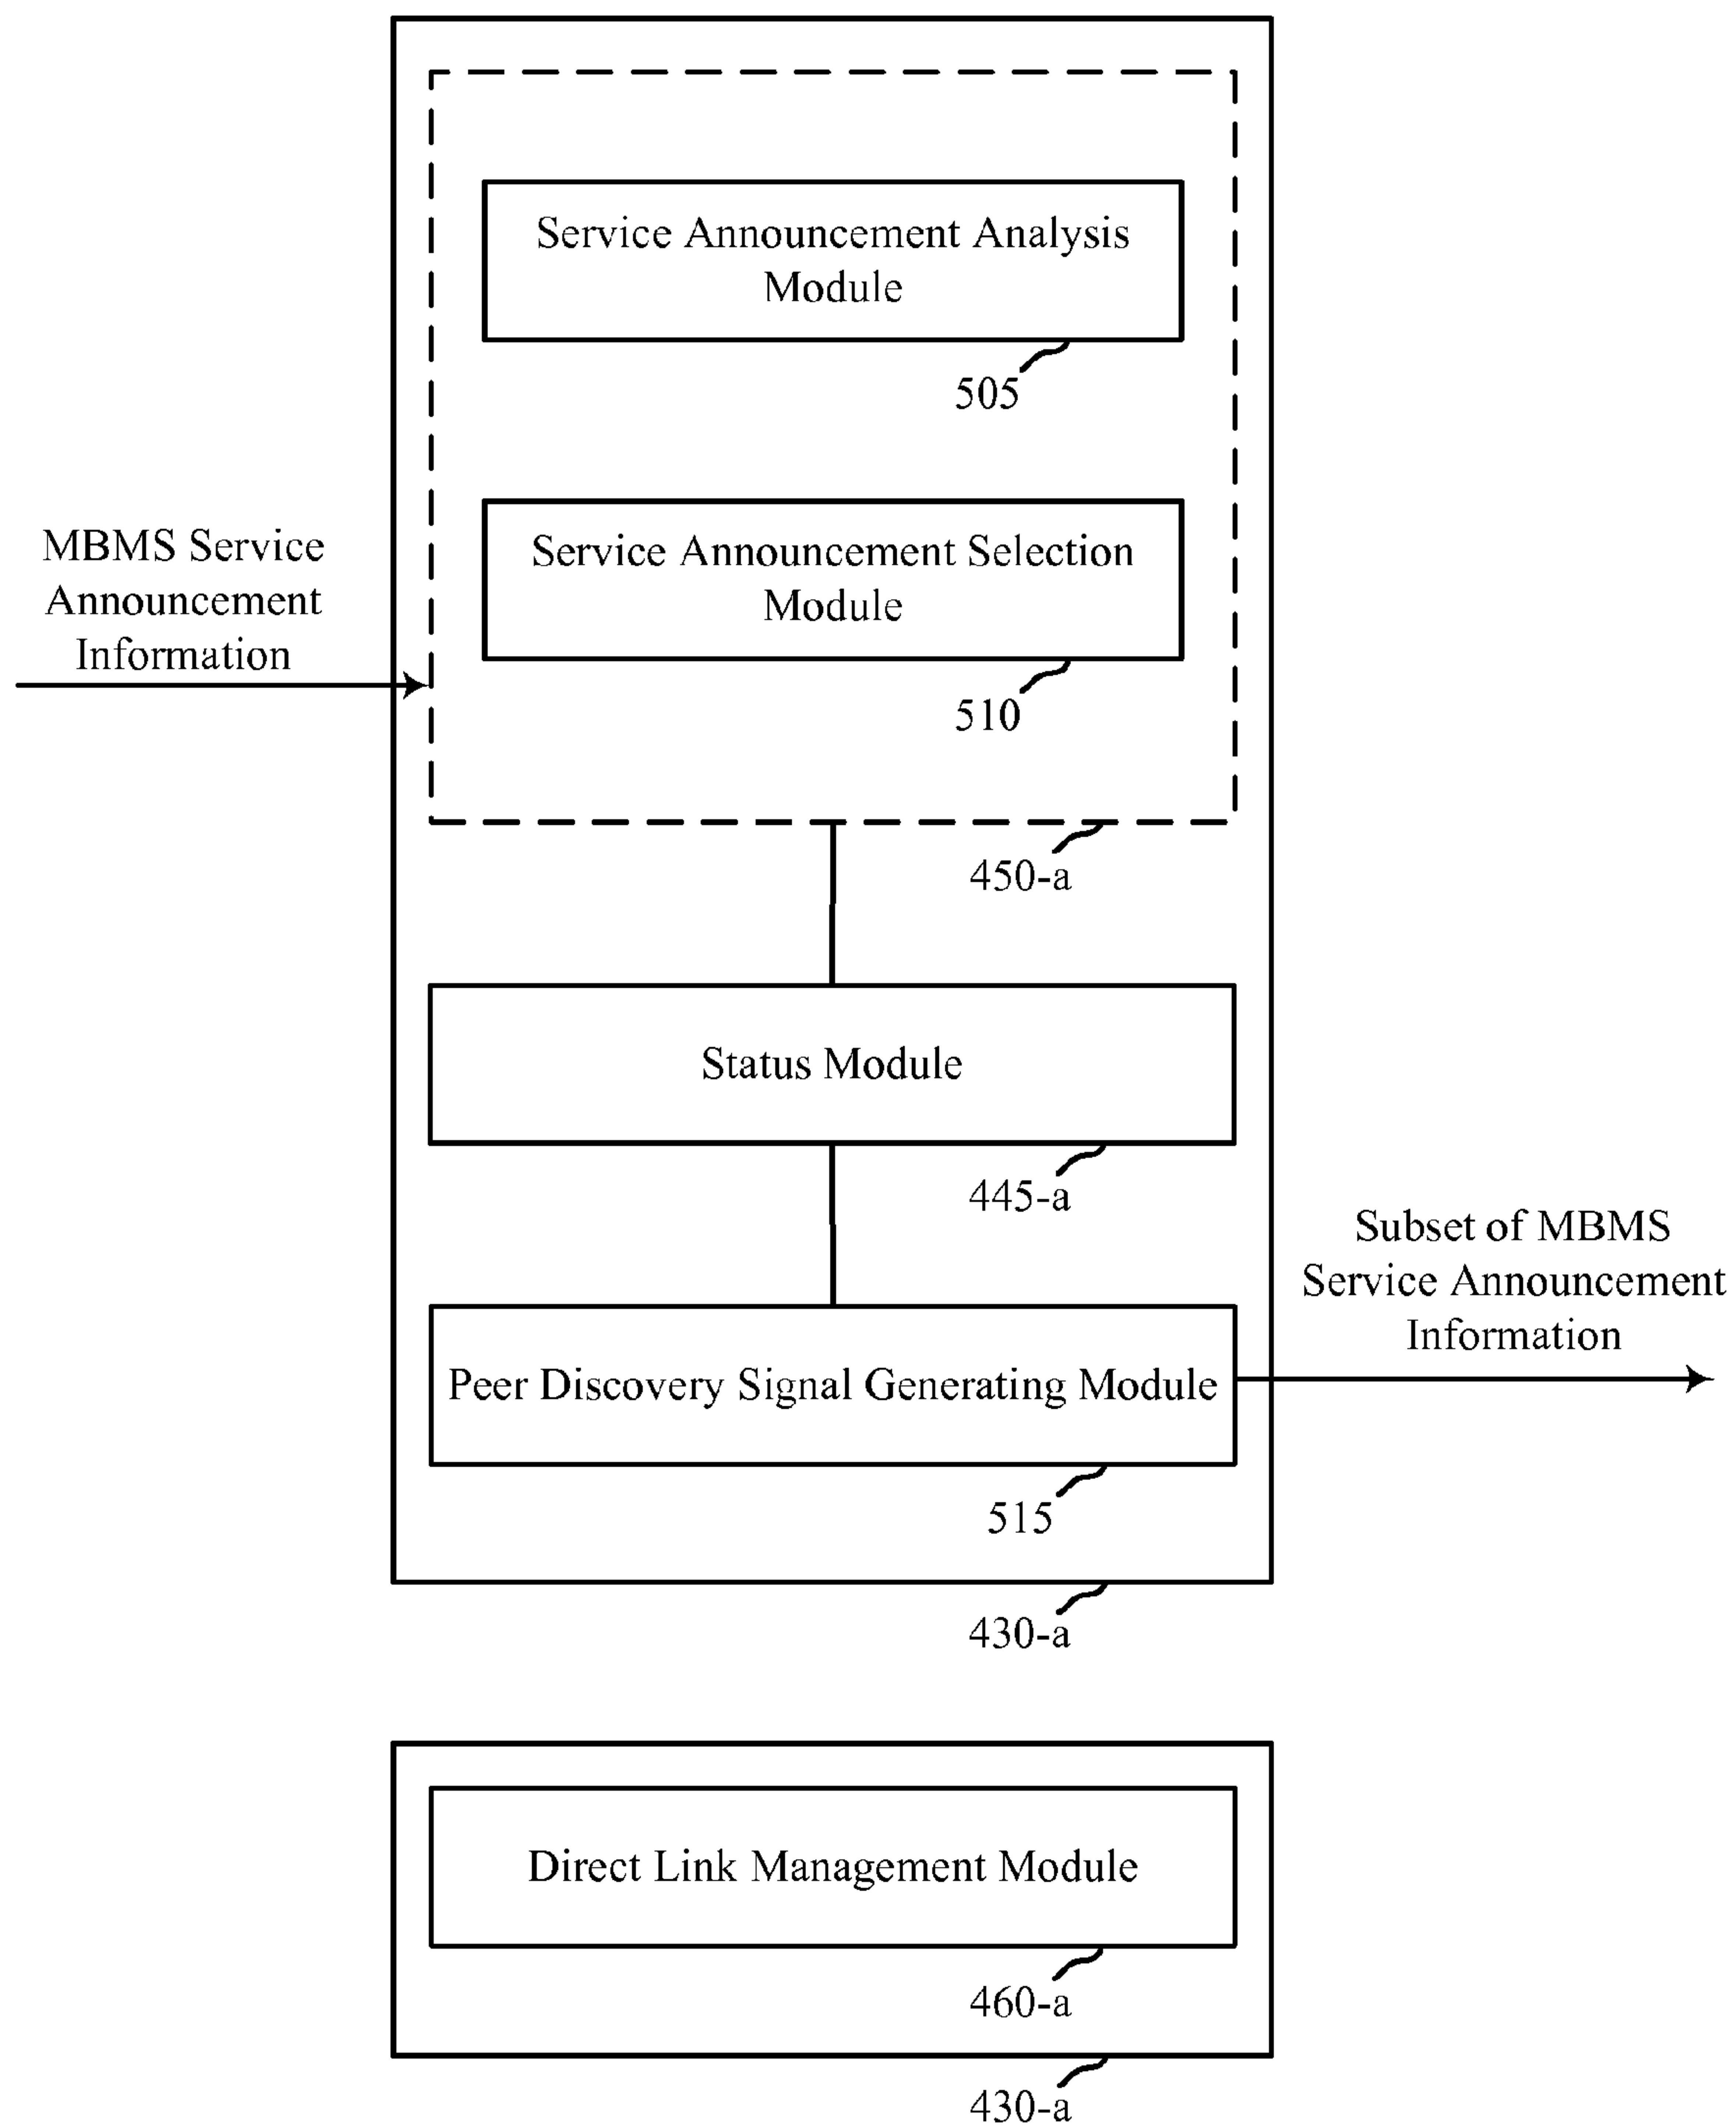 Service Announcement Analysis
Module
505
MBMS Service
Announcement
Information
Service Announcement Selection
Module
510
450-a
Status Module
445-a
Subset of MBMS
Service Announcement
Information
Peer Discovery Signal Generating Module
515
430-a
Direct Link Management Module
460-a
430-a